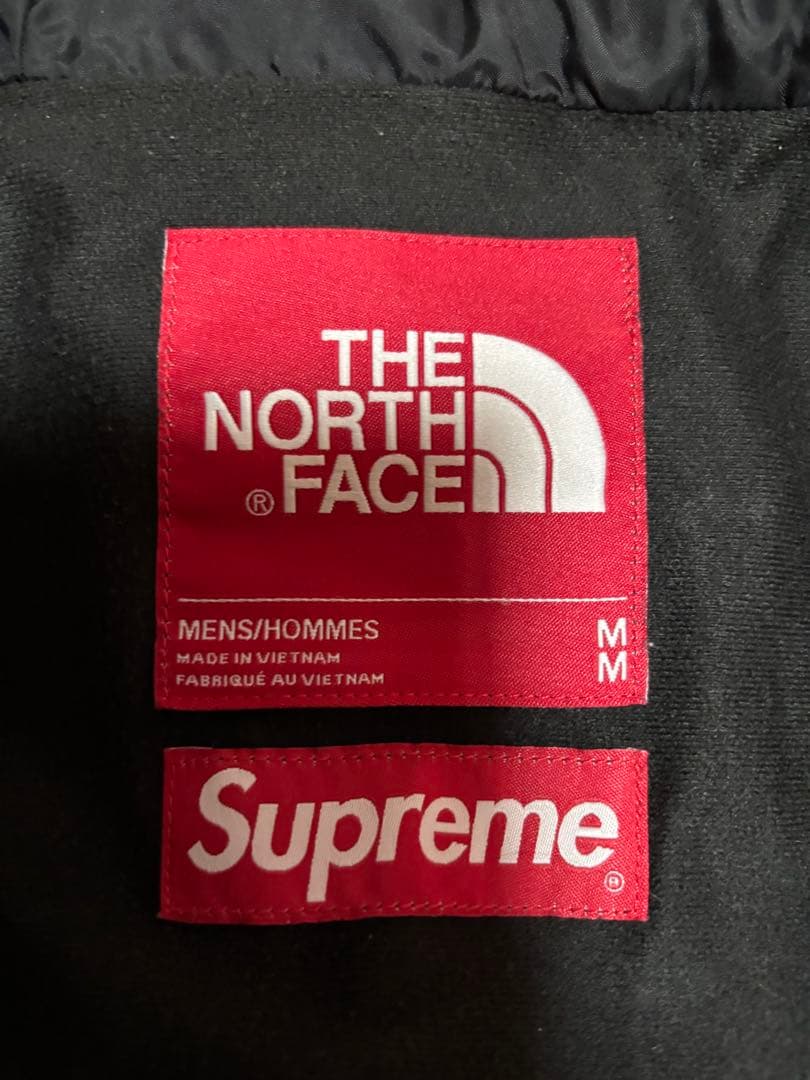 THE
NORTH
® FACE
MENS/HOMMES M
MADE IN VIETNAM M
FABRIQUÉ AU VIETNAM
Supreme ®